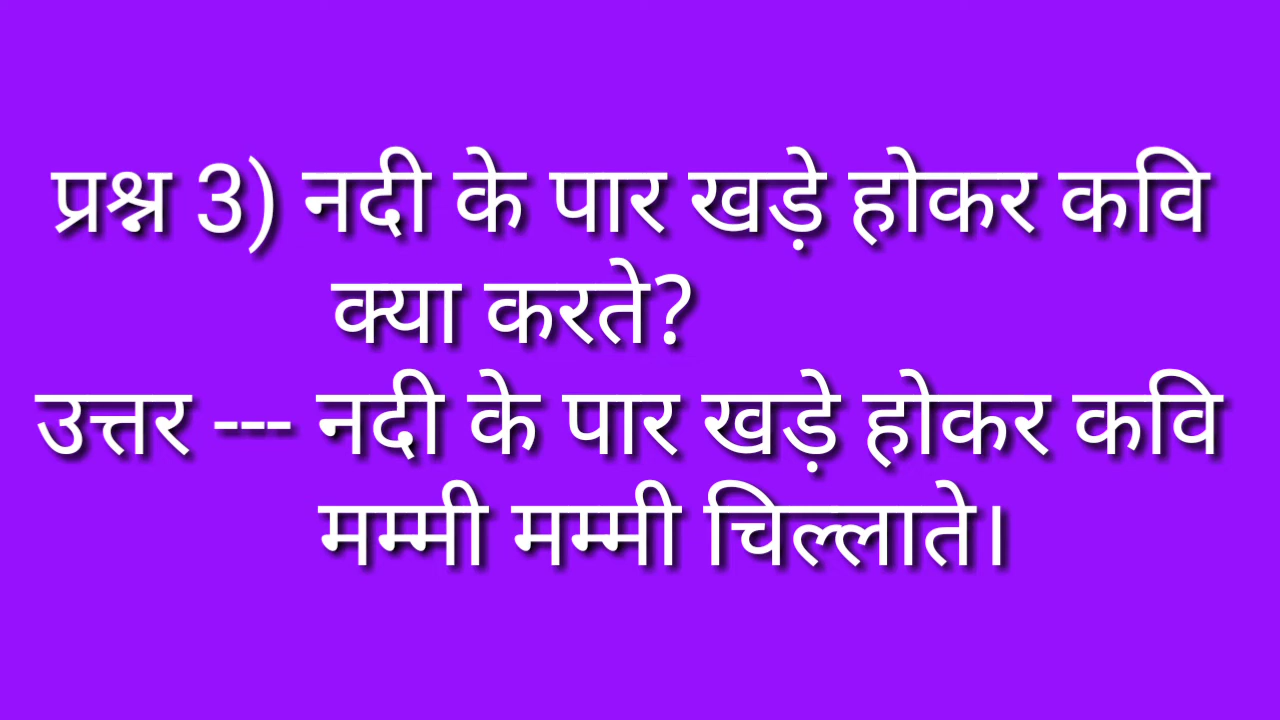 प्रश्न 3) नदी के पार खड़े होकर कवि
क्या करते?
उत्तर --- नदी के पार खड़े होकर कवि
मम्मी मम्मी चिल्लाते।